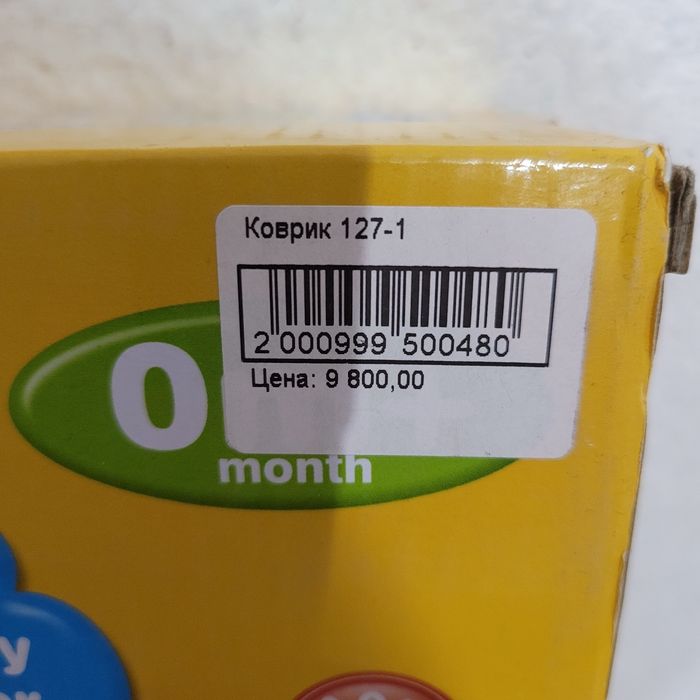 Коврик 127-1
2 000999 500480
Цена: 9 800,00
0
month
y